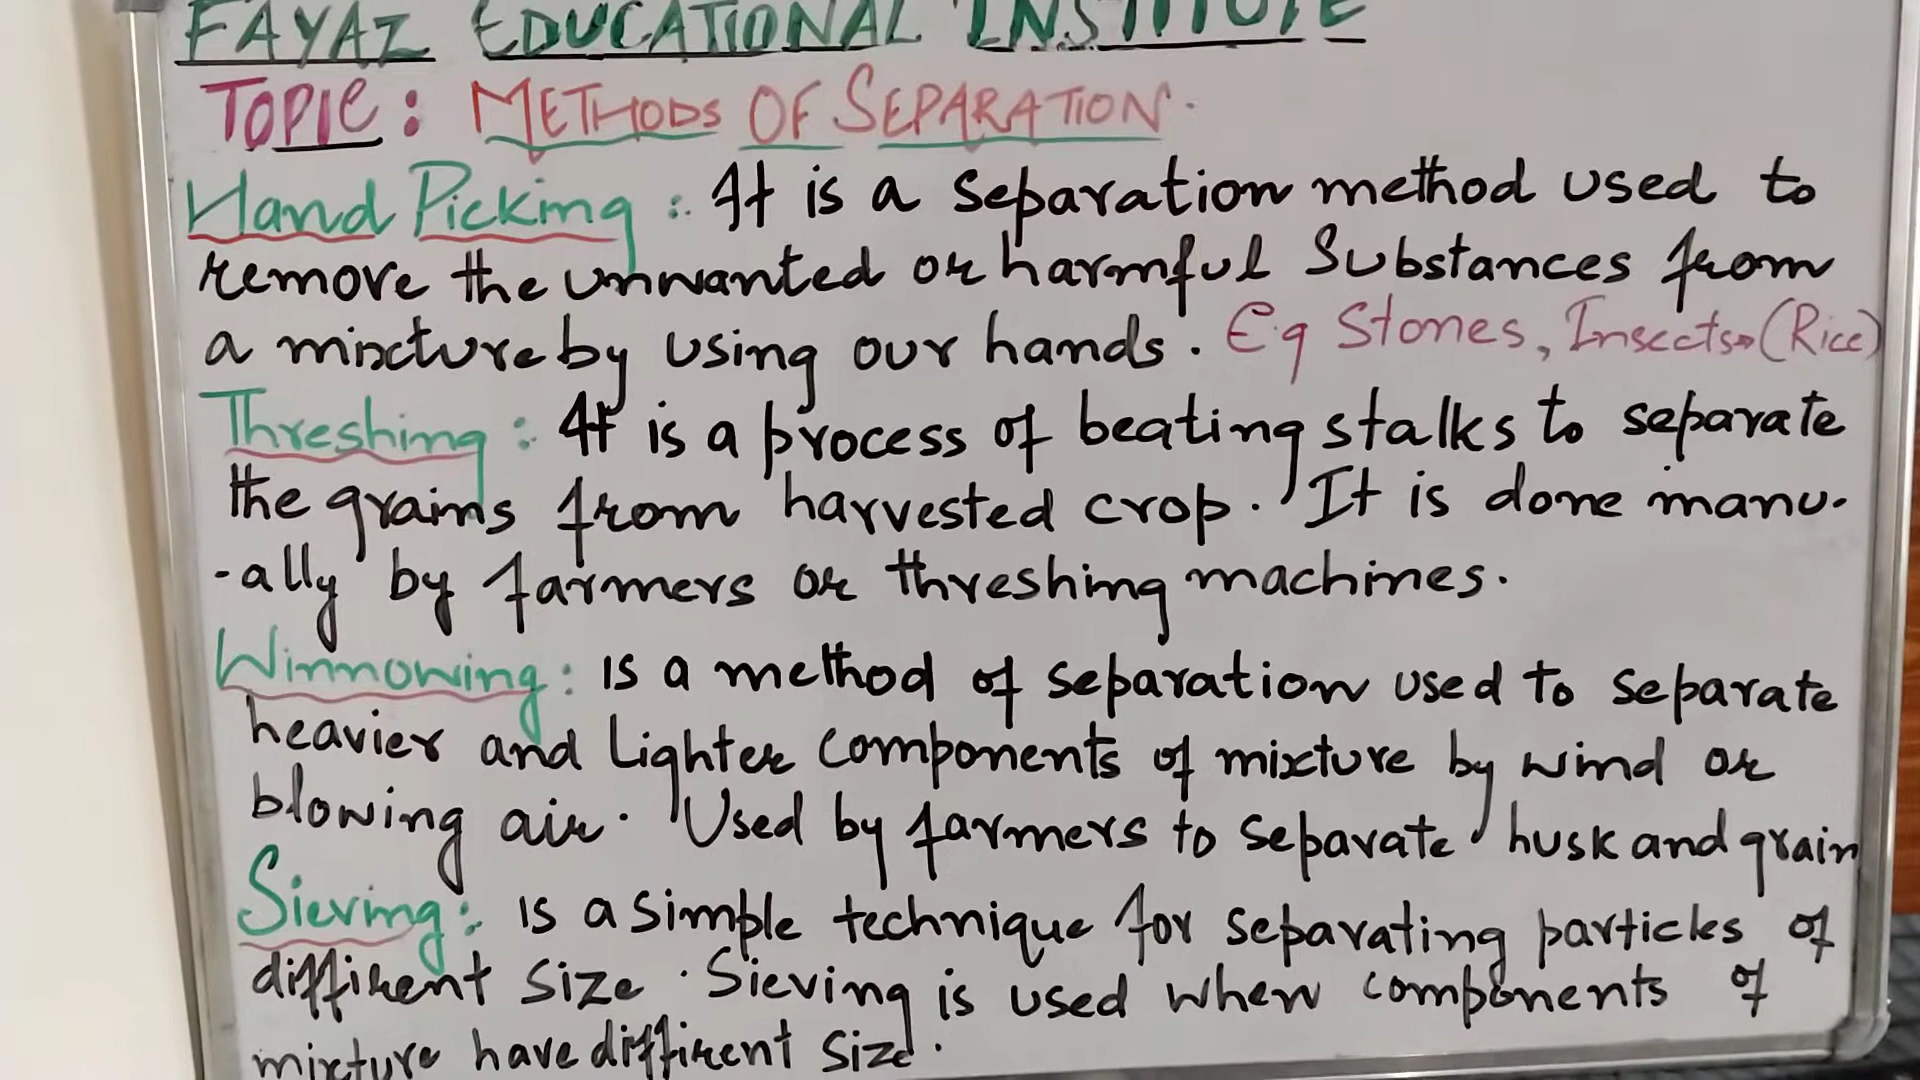 FAYAZ EDUCATIONAL INSTITUTE
TOPIC: METHODS OF SEPARATION.
Hand Picking: It is a separation method used to
remove the unwanted or harmful substances from
a mixture by using our hands. Eg Stones, Insects→(Rice)
Threshing: It is a process of beating stalks to separate
the grains from harvested crop. It is done manu-
-ally by farmers or threshing machines.
Winnowing: is a method of separation used to separate
heavier and Lighter components of mixture by wind or
blowing air. Used by farmers to separate husk and grain
Sieving: is a simple technique for separating particles of
diffirent size. Sieving is used when components of
mixture have diffirent size.